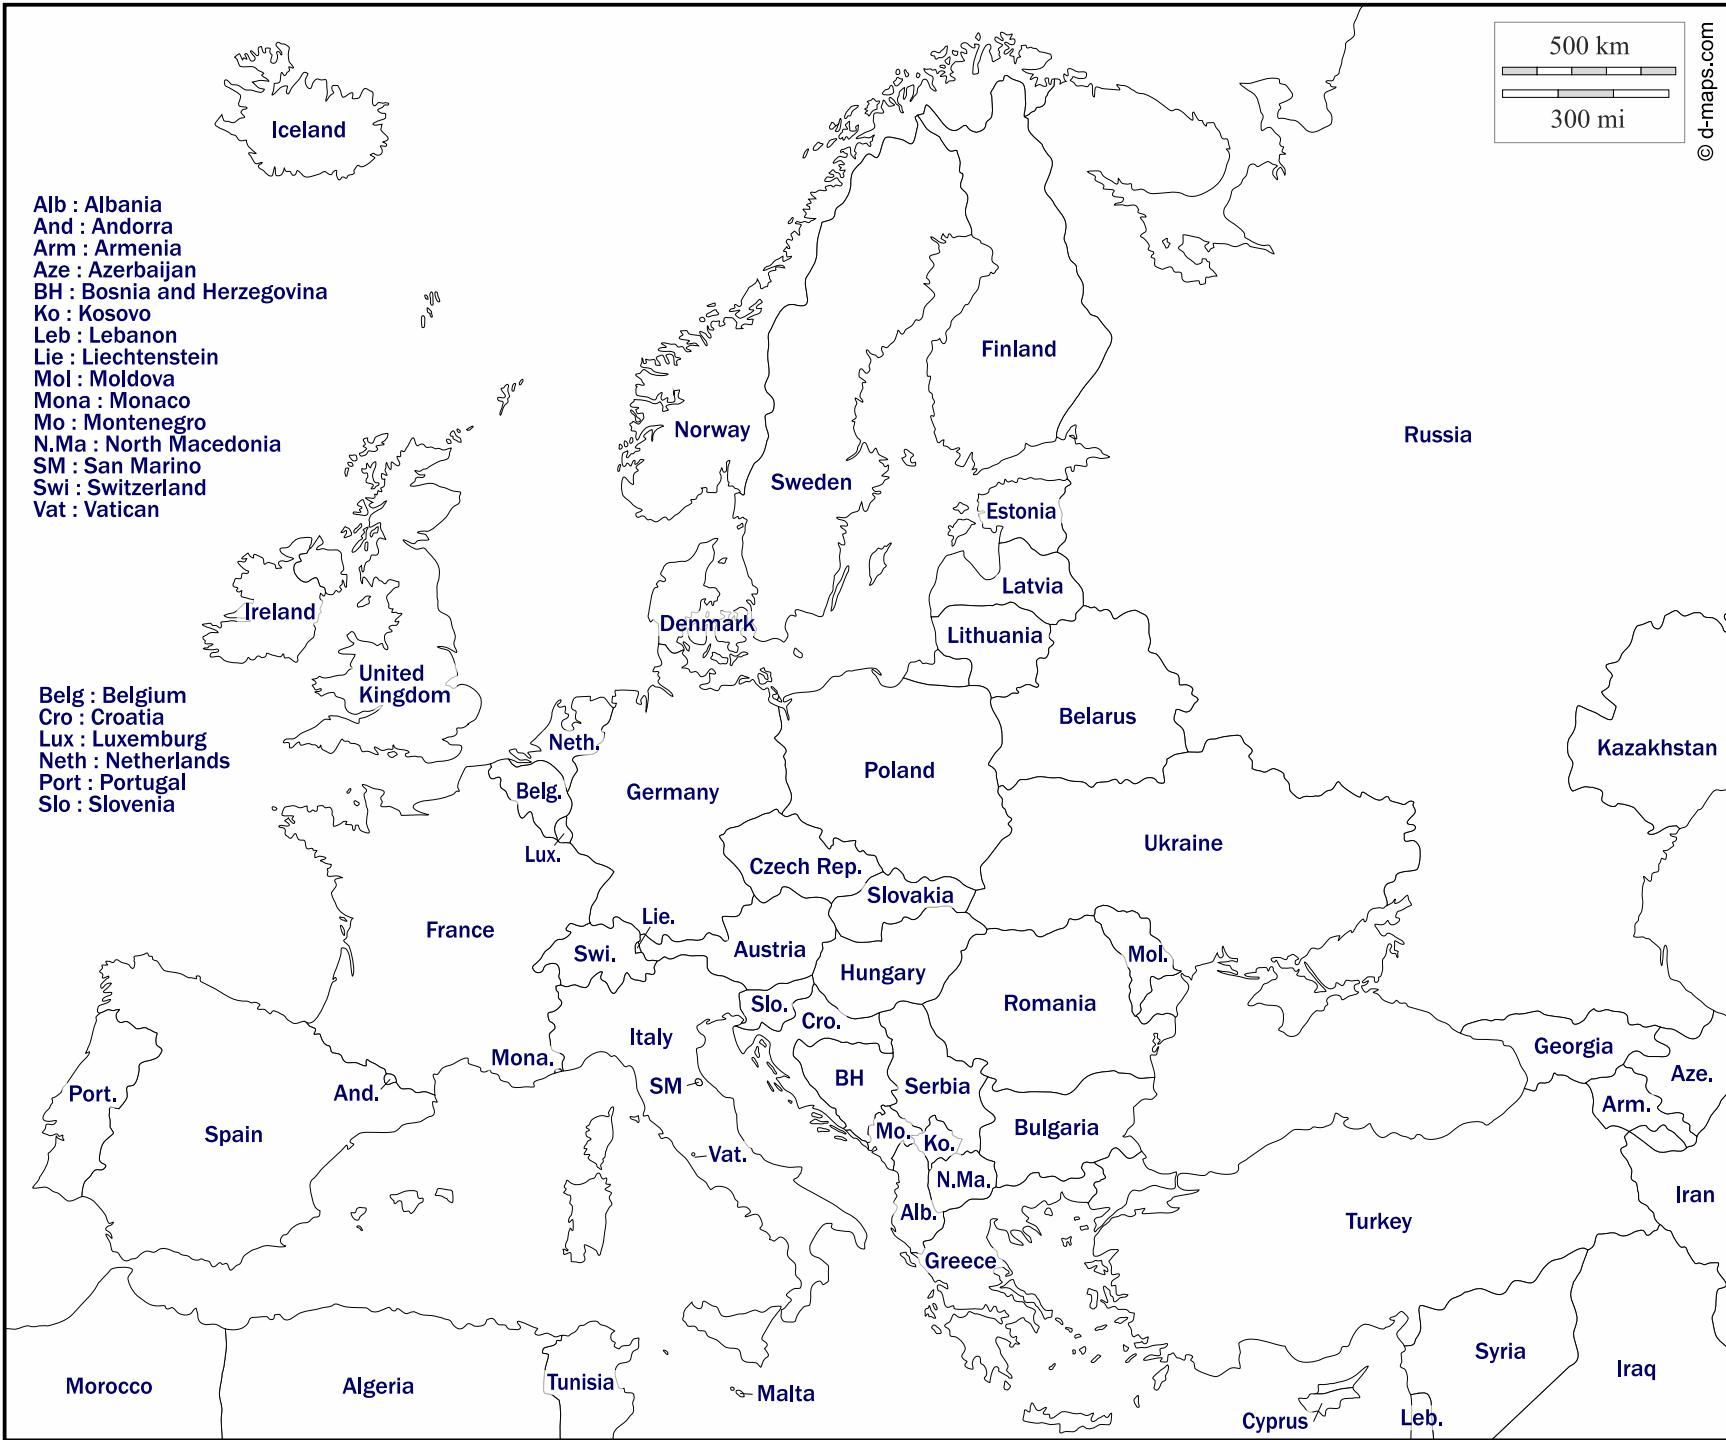 500 km
300 mi
© d-maps.com
Iceland
Alb : Albania
And : Andorra
Arm : Armenia
Aze : Azerbaijan
BH : Bosnia and Herzegovina
Ko : Kosovo
Leb : Lebanon
Lie : Liechtenstein
Mol : Moldova
Mona : Monaco
Mo : Montenegro
N.Ma : North Macedonia
SM : San Marino
Swi : Switzerland
Vat : Vatican
Finland
Norway
Russia
Sweden
Estonia
Latvia
Ireland
Denmark
Lithuania
United
Kingdom
Belg : Belgium
Cro : Croatia
Lux : Luxemburg
Neth : Netherlands
Port : Portugal
Slo : Slovenia
Belarus
Neth.
Kazakhstan
Poland
Belg.
Germany
Ukraine
Lux.
Czech Rep.
Slovakia
Lie.
France
Swi.
Austria
Mol.
Hungary
Slo.
Romania
Cro.
Italy
Georgia
Mona.
Aze.
BH
SM
Serbia
And.
Port.
Arm.
Spain
Mo.
Bulgaria
Ko.
Vat.
N.Ma.
Iran
Alb.
Turkey
Greece
Syria
Iraq
Morocco
Algeria
Tunisia
Malta
Cyprus
Leb.